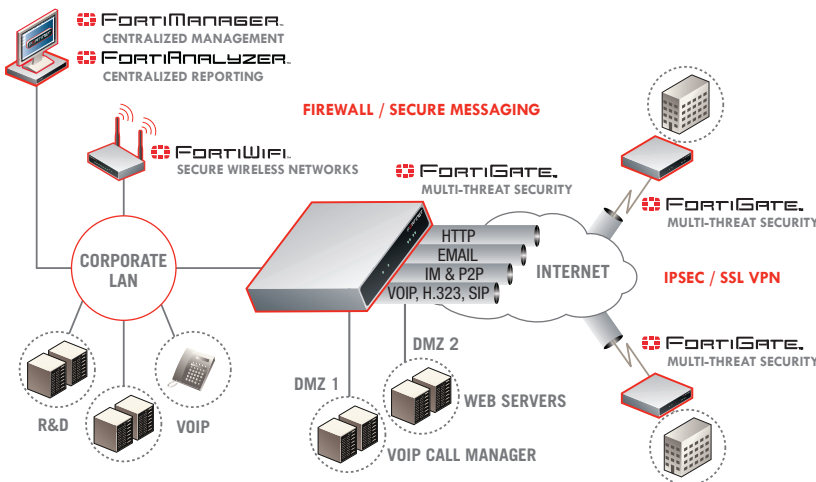 FORTIMANAGER.
CENTRALIZED MANAGEMENT
FORTIANALYZER.
CENTRALIZED REPORTING
FIREWALL / SECURE MESSAGING
FORTIWIFI.
SECURE WIRELESS NETWORKS
FORTIGATE.
MULTI-THREAT SECURITY
FORTIGATE.
MULTI-THREAT SECURITY
HTTP
EMAIL
IM & P2P
VOIP, H.323, SIP
INTERNET
CORPORATE
LAN
IPSEC / SSL VPN
FORTIGATE.
MULTI-THREAT SECURITY
DMZ 2
DMZ 1
WEB SERVERS
R&D
VOIP
VOIP CALL MANAGER